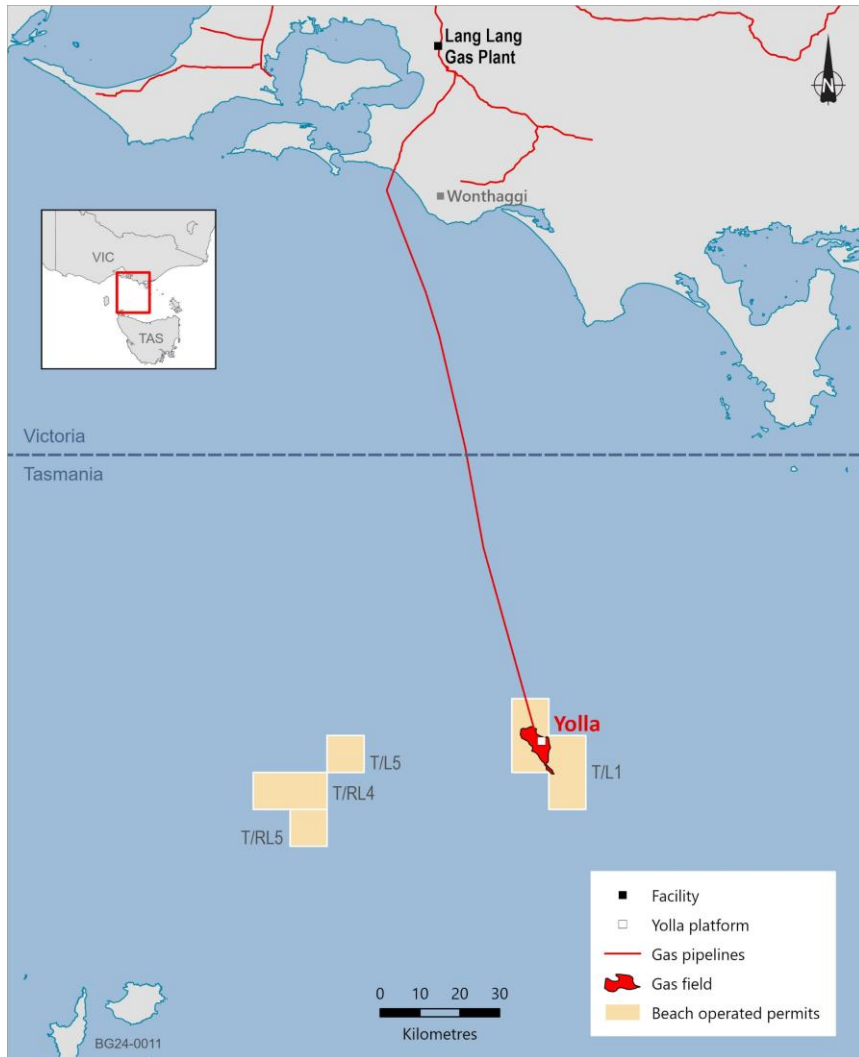 Lang Lang
Gas Plant
N
Wonthaggi
VIC
TAS
Victoria
Tasmania
Yolla
T/L5
T/L1
T/RL4
T/RL5
Facility
Yolla platform
Gas pipelines
Gas field
Beach operated permits
0 10 20 30
Kilometres
BG24-0011